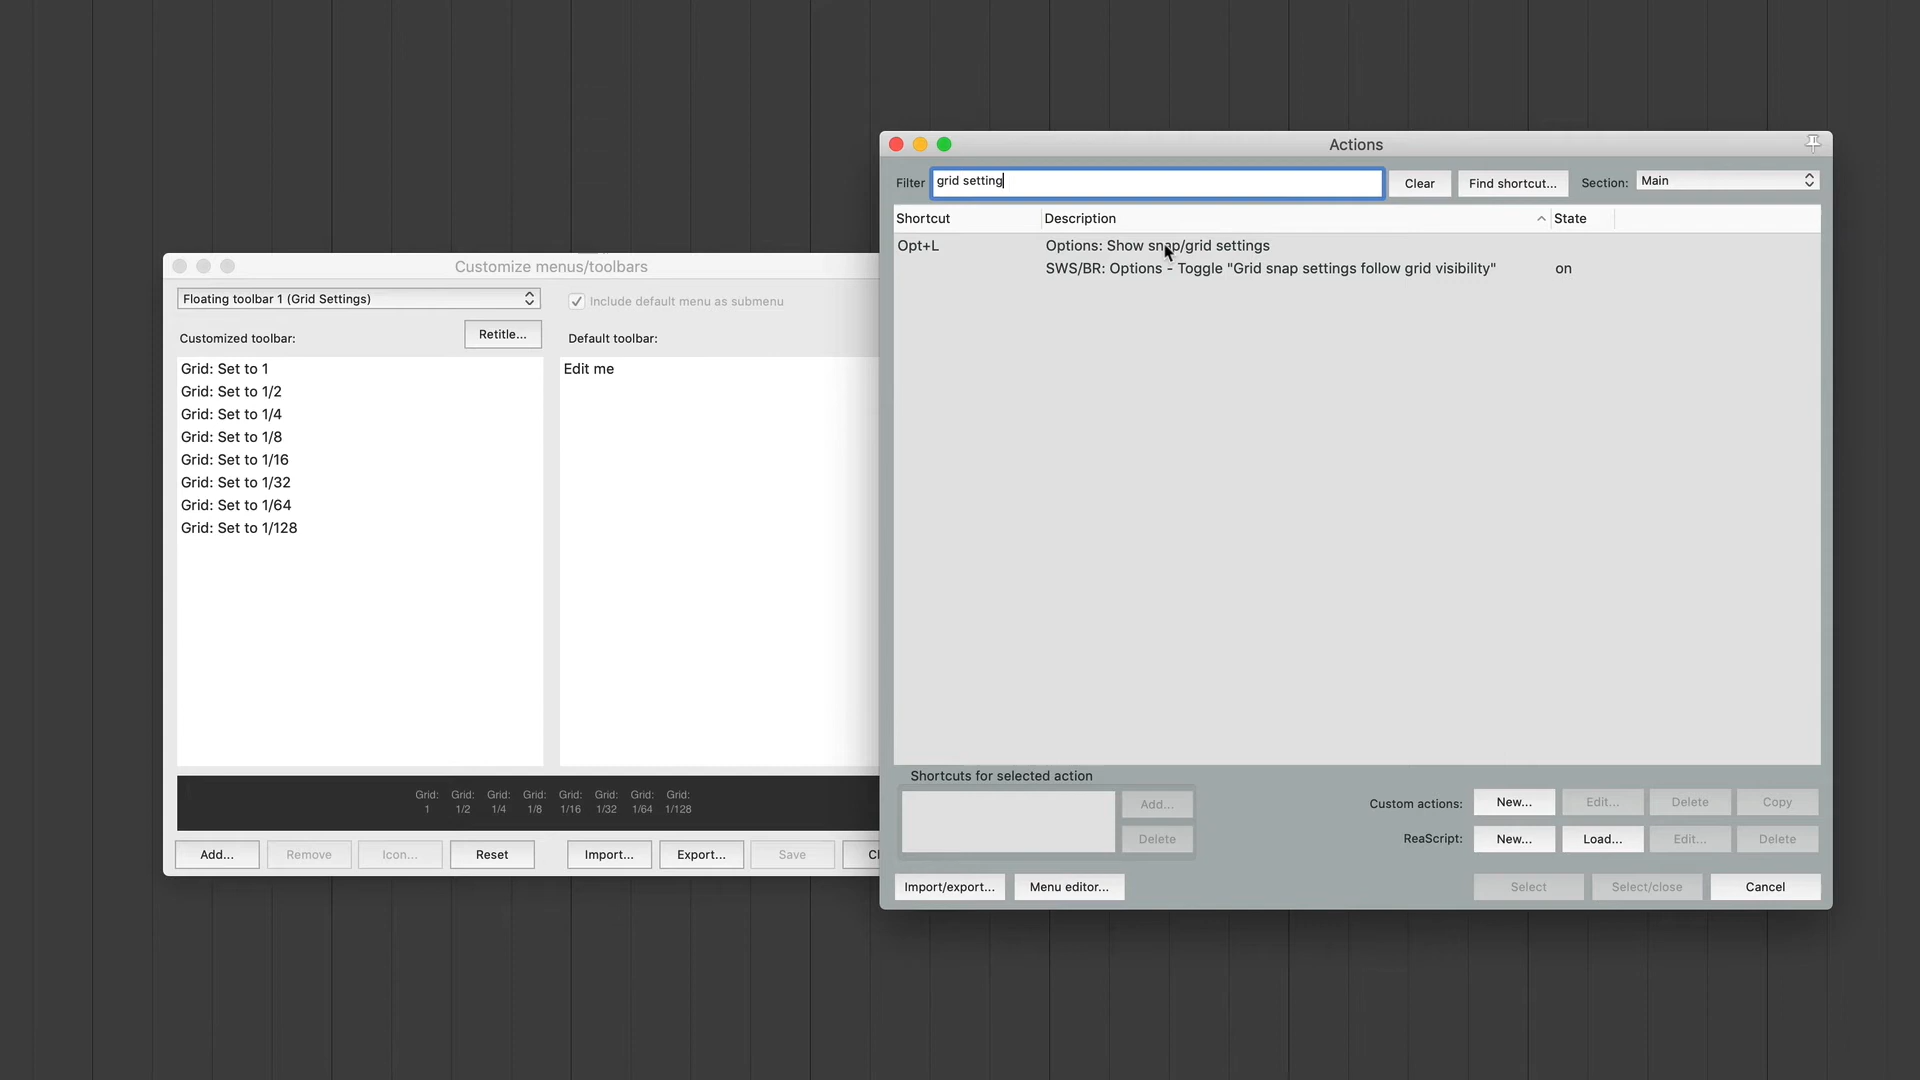 Actions
Filter grid setting Clear Find shortcut... Section: Main
Shortcut Description State
Opt+L Options: Show snap/grid settings
SWS/BR: Options - Toggle "Grid snap settings follow grid visibility" on
Shortcuts for selected action
Add...
Delete
Custom actions: New... Edit... Delete Copy
ReaScript: New... Load... Edit... Delete
Import/export... Menu editor... Select Select/close Cancel
Customize menus/toolbars
Floating toolbar 1 (Grid Settings) Include default menu as submenu
Customized toolbar: Retitle... Default toolbar:
Grid: Set to 1
Grid: Set to 1/2
Grid: Set to 1/4
Grid: Set to 1/8
Grid: Set to 1/16
Grid: Set to 1/32
Grid: Set to 1/64
Grid: Set to 1/128
Edit me
Grid: Grid: Grid: Grid: Grid: Grid: Grid: Grid:
1 1/2 1/4 1/8 1/16 1/32 1/64 1/128
Add... Remove Icon... Reset Import... Export... Save